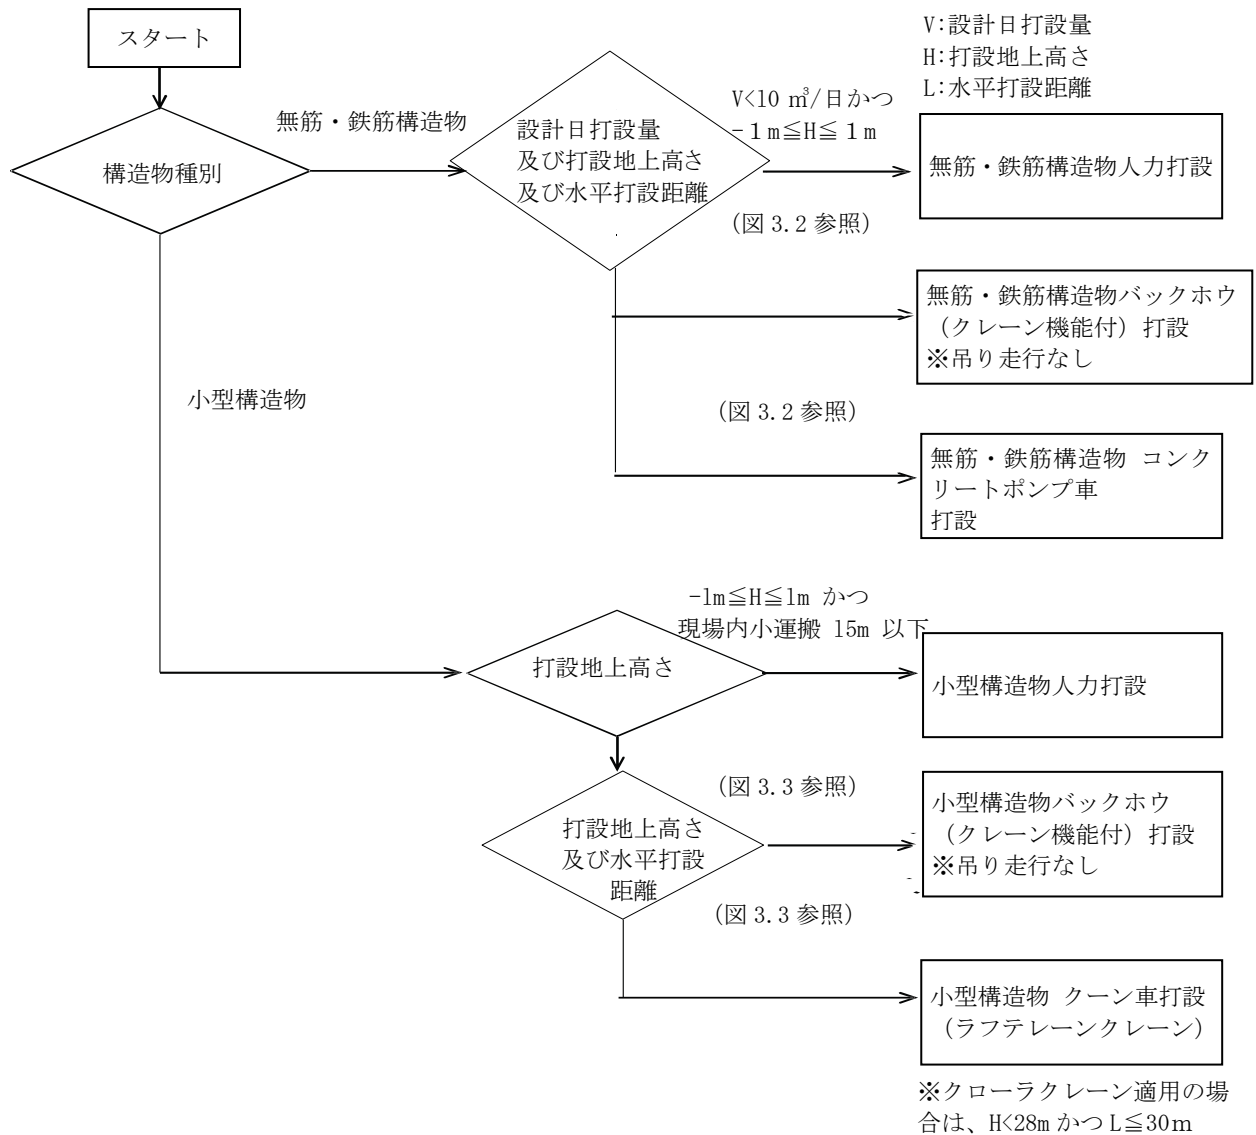 スタート
V:設計日打設量
H:打設地上高さ
L:水平打設距離
構造物種別
無筋・鉄筋構造物
設計日打設量
及び打設地上高さ
及び水平打設距離
V<10 ㎥/日かつ
-１m≦H≦１m
(図 3.2 参照)
無筋・鉄筋構造物人力打設
無筋・鉄筋構造物バックホウ
（クレーン機能付）打設
※吊り走行なし
小型構造物
(図 3.2 参照)
無筋・鉄筋構造物 コンク
リートポンプ車
打設
-1m≦H≦1m かつ
現場内小運搬 15m 以下
打設地上高さ
小型構造物人力打設
(図 3.3 参照)
打設地上高さ
及び水平打設
距離
小型構造物バックホウ
（クレーン機能付）打設
※吊り走行なし
(図 3.3 参照)
小型構造物 クーン車打設
（ラフテレーンクレーン）
※クローラクレーン適用の場
合は、H<28m かつ L≦30ｍ